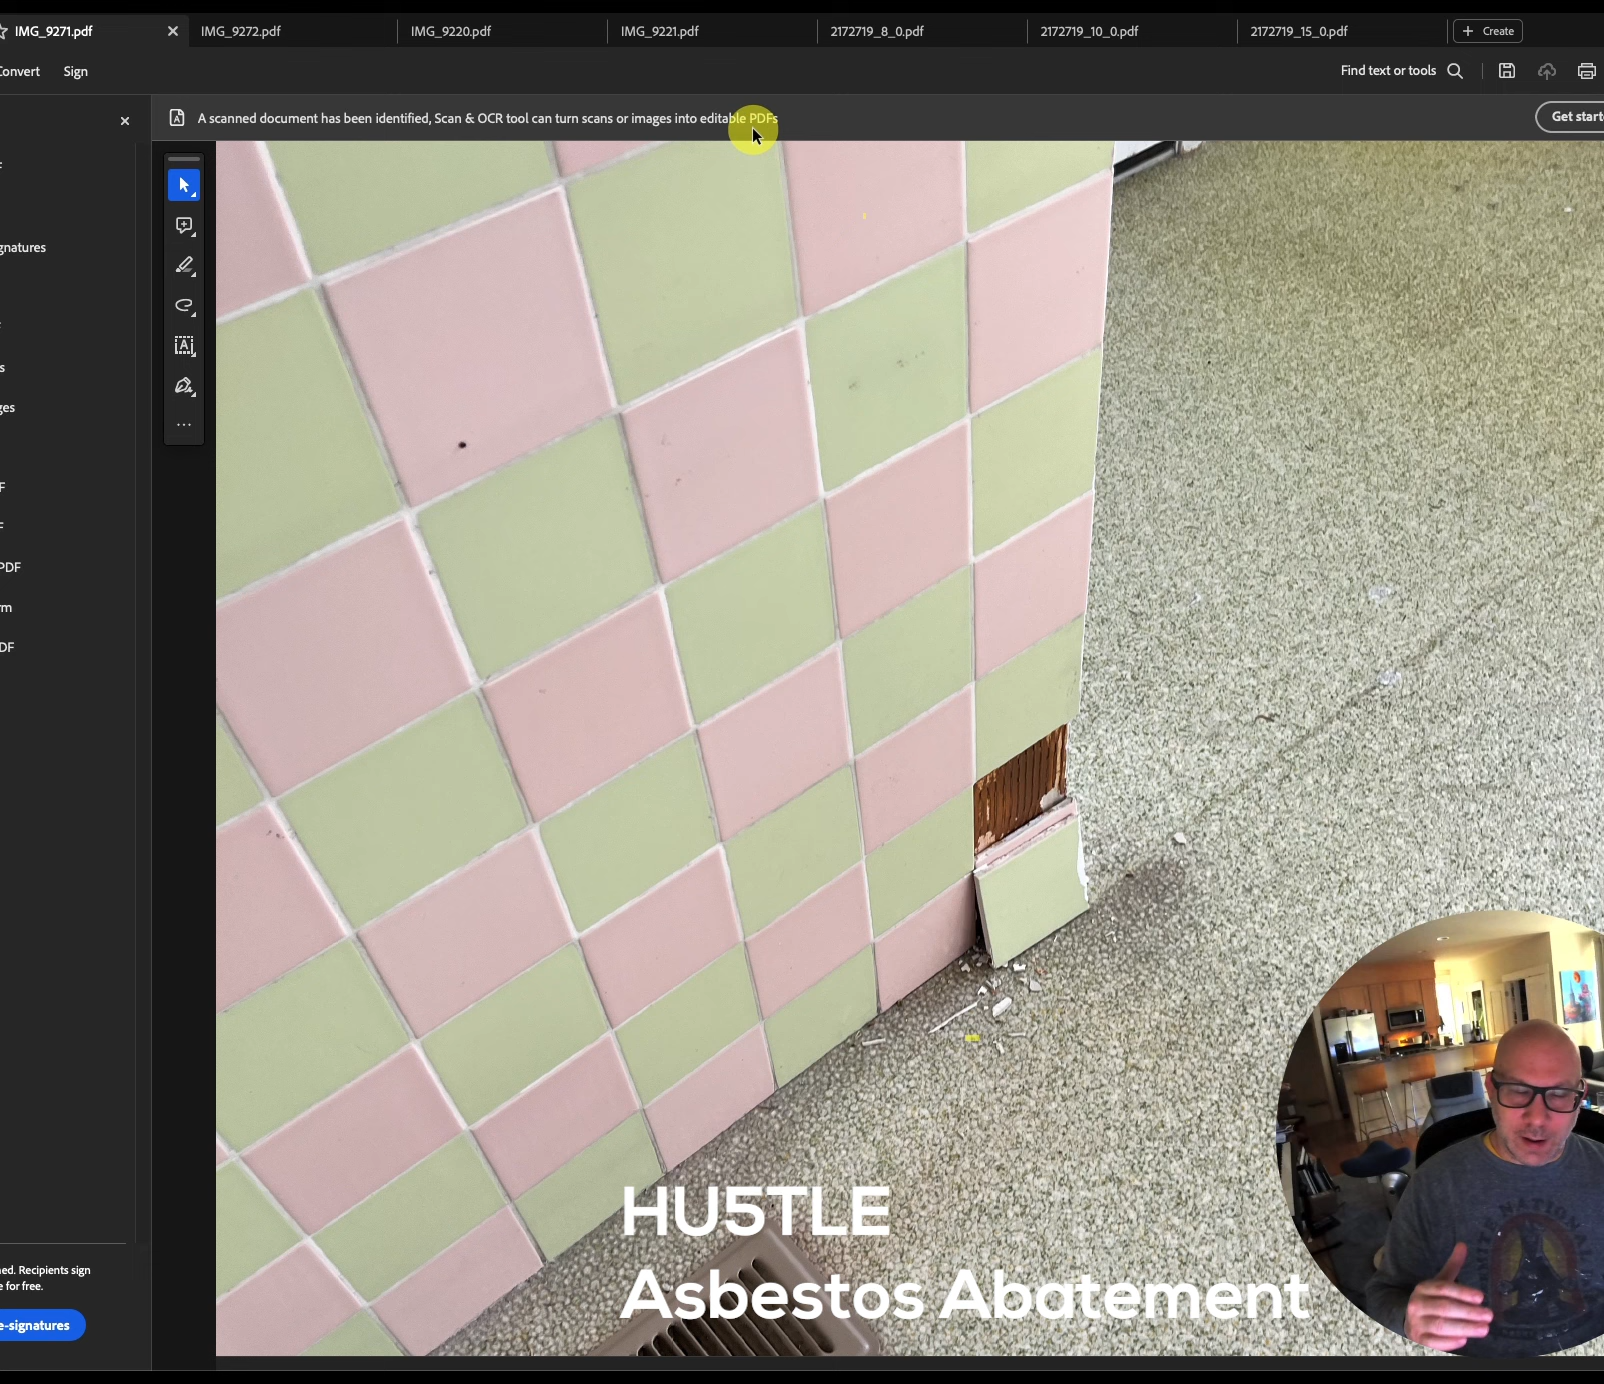 IMG_9271.pdf
IMG_9272.pdf
IMG_9220.pdf
IMG_9221.pdf
2172719_8_0.pdf
2172719_10_0.pdf
2172719_15_0.pdf
+ Create
Convert
Sign
Find text or tools
A scanned document has been identified, Scan & OCR tool can turn scans or images into editable PDFs
Get start
gnatures
s
ges
F
F
PDF
rm
DF
ed. Recipients sign
e for free.
e-signatures
HU5TLE
Asbestos Abatement